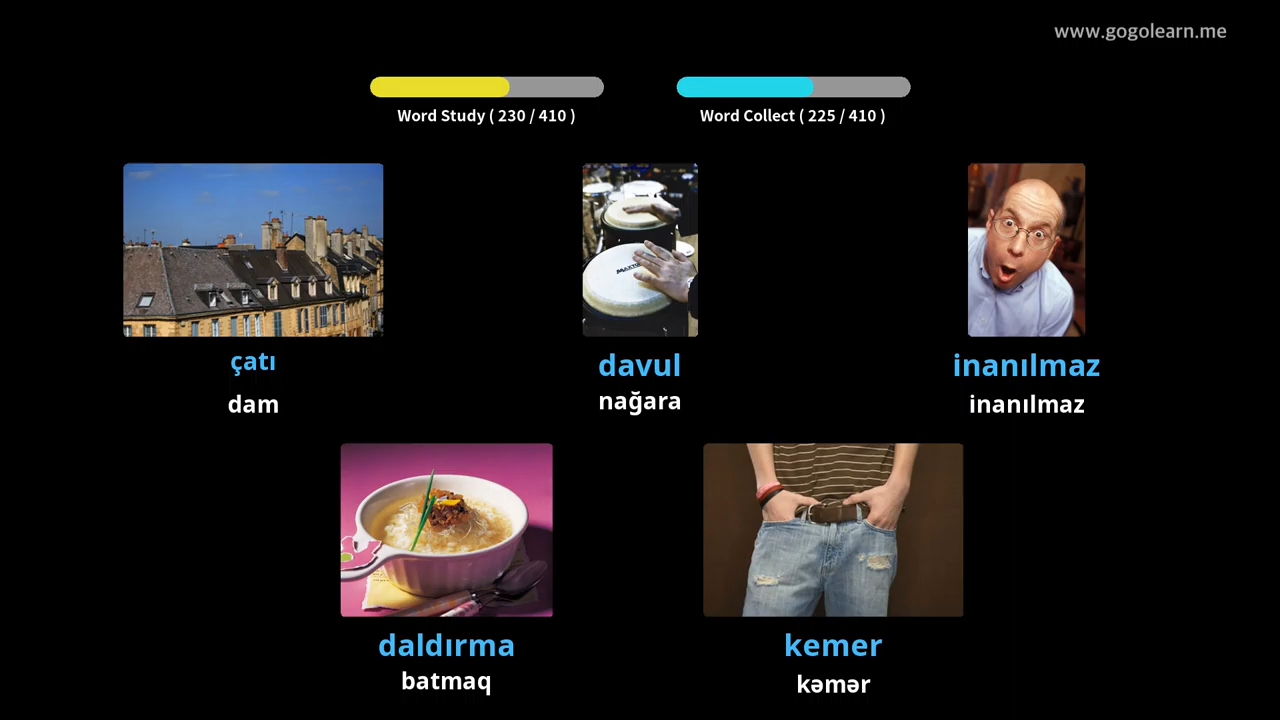 www.gogolearn.me
Word Study ( 230 / 410 )
Word Collect ( 225 / 410 )
çatı
dam
davul
nağara
inanılmaz
inanılmaz
daldırma
batmaq
kemer
kəmər